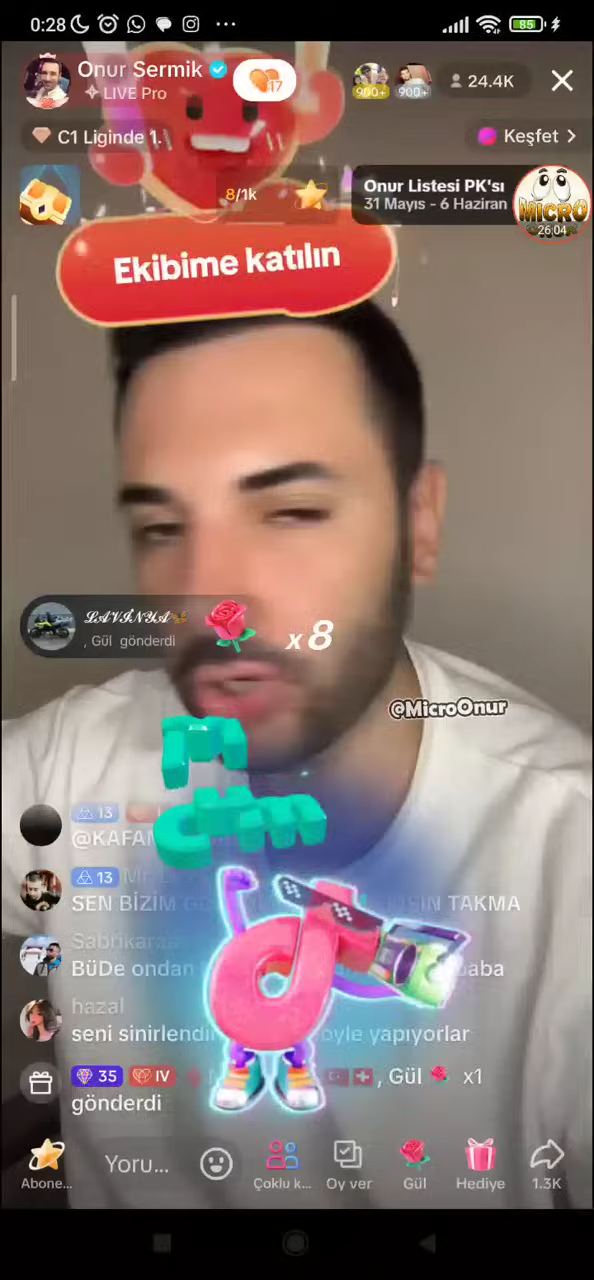 0:28
85
Onur Sermik
LIVE Pro
17
900+
900+
24.4K
C1 Liginde 1.
Keşfet
8/1k
Onur Listesi PK'sı
31 Mayıs - 6 Haziran
MICRO
26:04
Ekibime katılın
LAVİNYA
, Gül gönderdi
x8
@MicroOnur
13
13
SEN BİZİM
TAKMA
BüDe ondan
baba
hazal
seni
yapıyorlar
35 IV
, Gül x1
gönderdi
Abone...
Yoru...
Çoklu k...
Oy ver
Gül
Hediye
1.3K